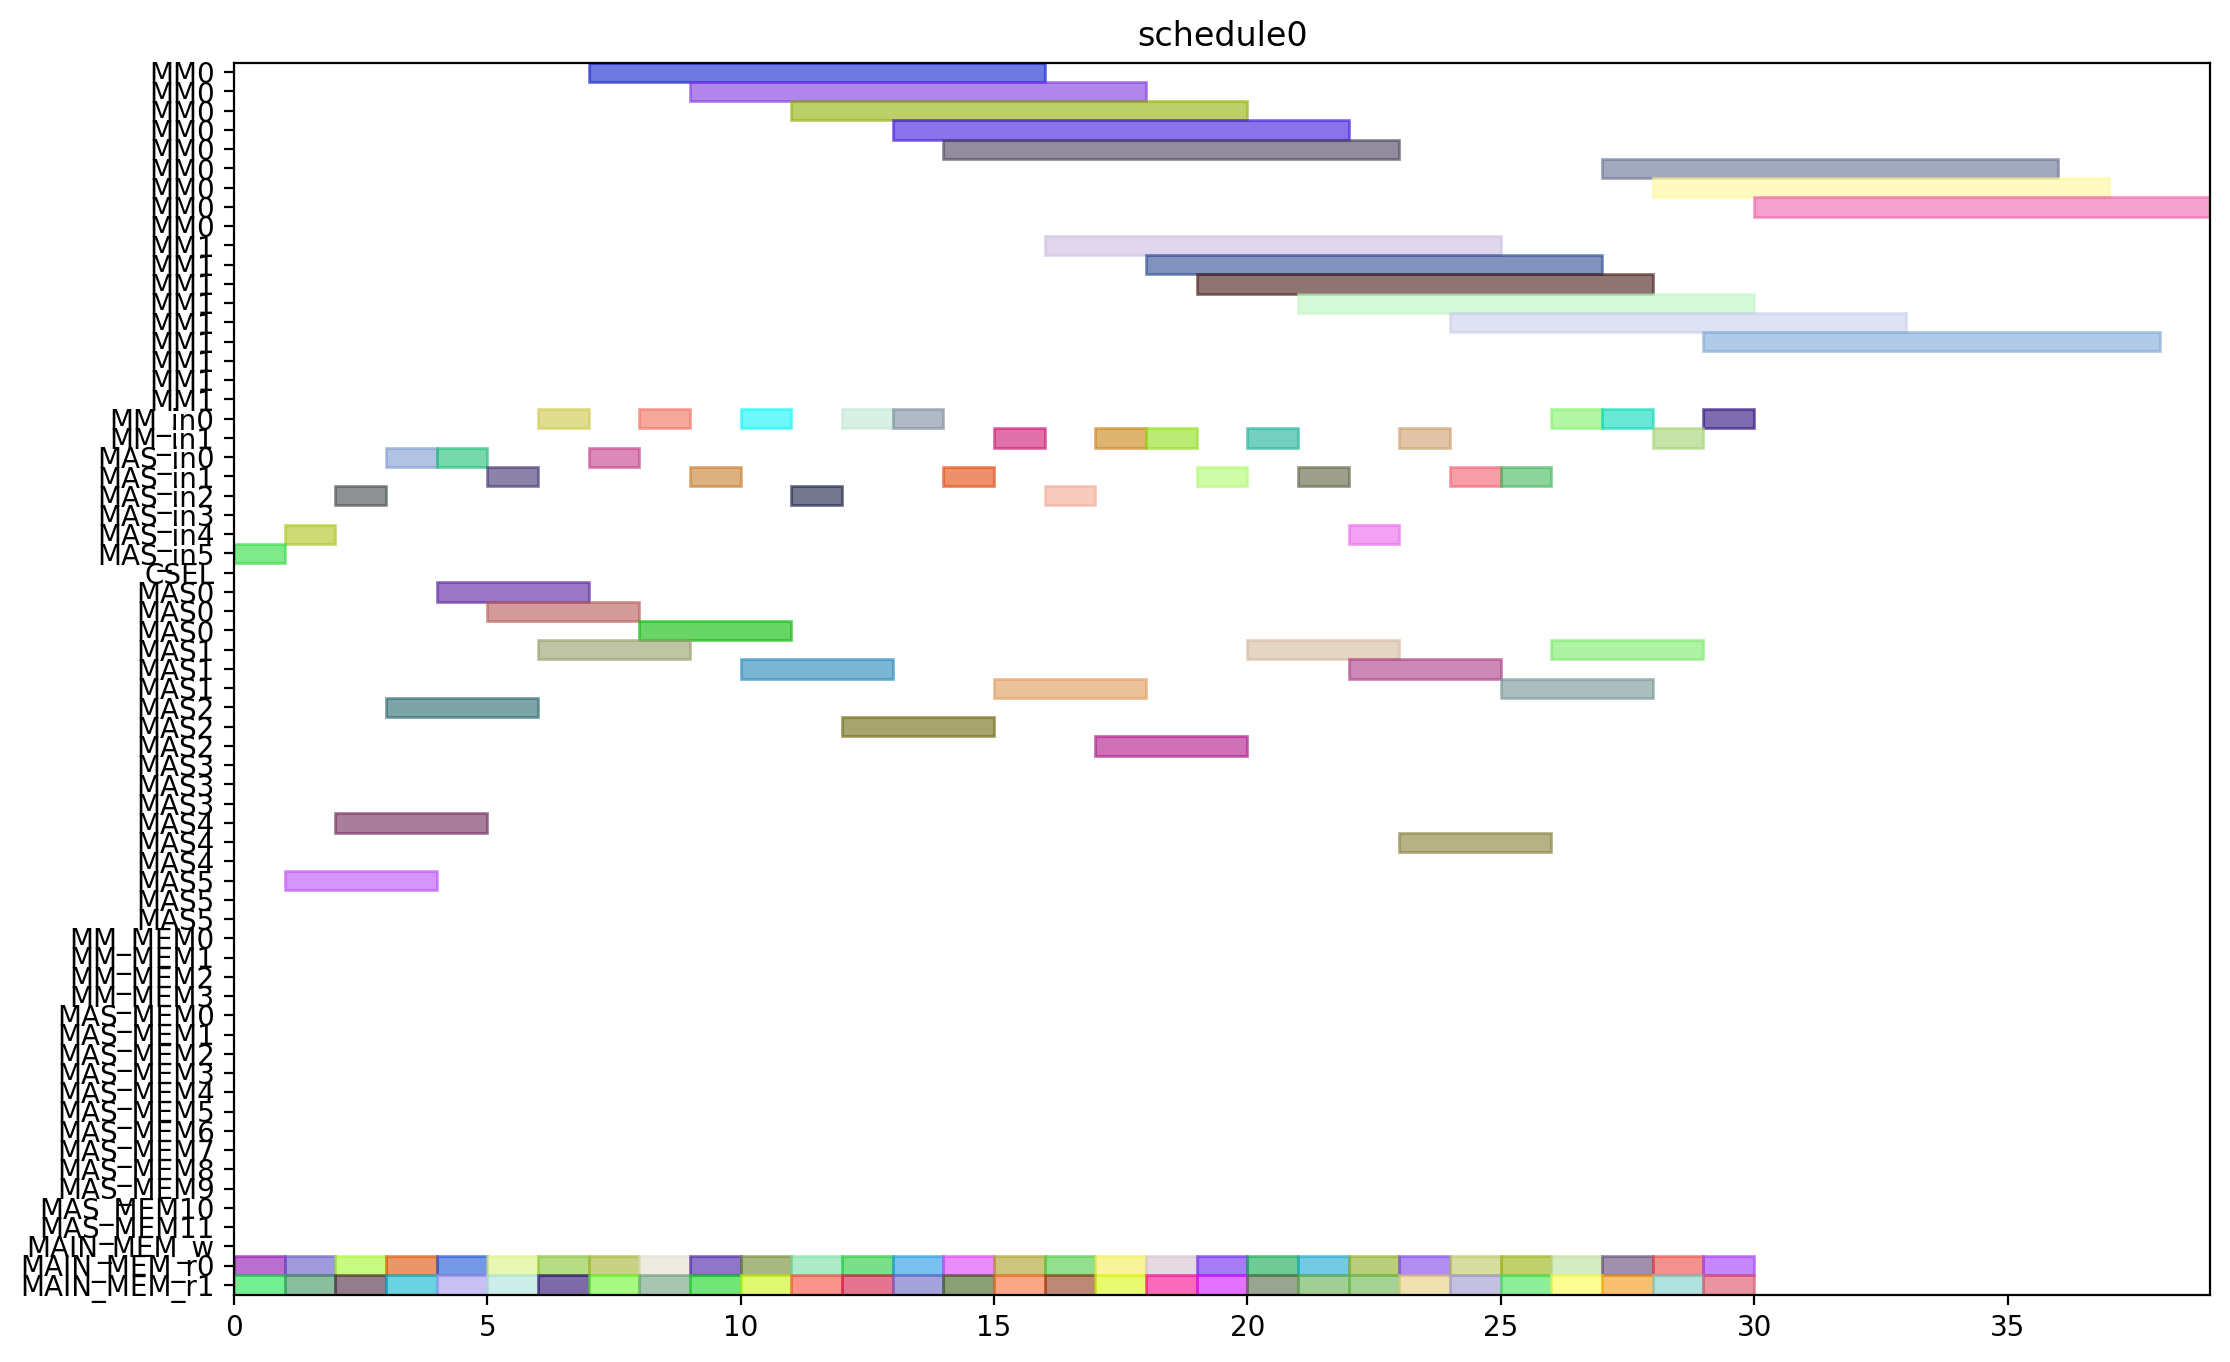 schedule0
MM0
MM0
MM0
MM0
MM0
MM0
MM0
MM0
MM0
MM1
MM1
MM1
MM1
MM1
MM1
MM1
MM1
MM1
MM_in0
MM_in1
MAS_in0
MAS_in1
MAS_in2
MAS_in3
MAS_in4
MAS_in5
CSEL
MAS0
MAS0
MAS0
MAS1
MAS1
MAS1
MAS2
MAS2
MAS2
MAS3
MAS3
MAS3
MAS4
MAS4
MAS4
MAS5
MAS5
MAS5
MM_MEM0
MM_MEM1
MM_MEM2
MM_MEM3
MAS_MEM0
MAS_MEM1
MAS_MEM2
MAS_MEM3
MAS_MEM4
MAS_MEM5
MAS_MEM6
MAS_MEM7
MAS_MEM8
MAS_MEM9
MAS_MEM10
MAS_MEM11
MAIN_MEM_w
MAIN_MEM_r0
MAIN_MEM_r1
0 5 10 15 20 25 30 35